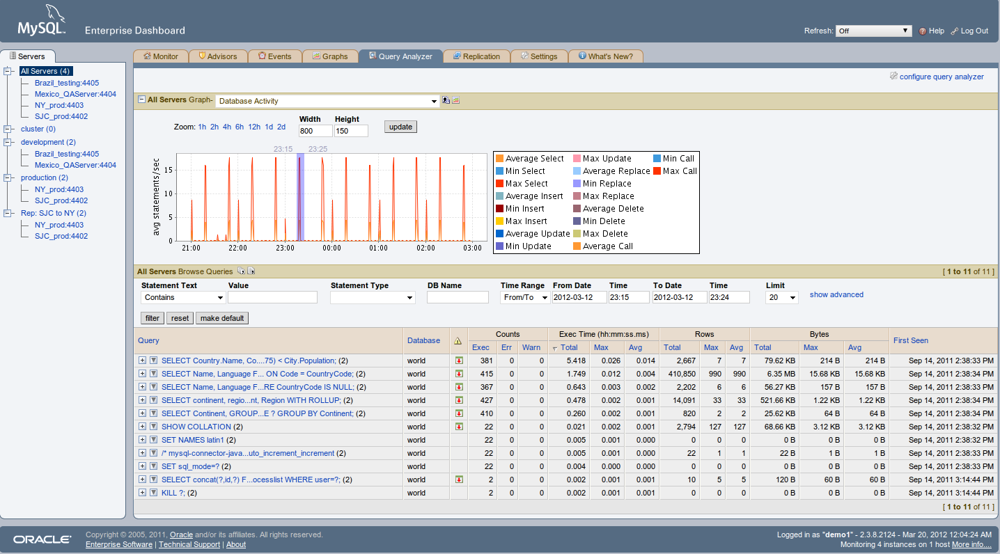 MySQL
Enterprise Dashboard
Refresh: Off Help Log Out
Servers
Monitor Advisors Events Graphs Query Analyzer Replication Settings What's New?
All Servers (4)
Brazil_testing:4405
Mexico_QAServer:4404
NY_prod:4403
SJC_prod:4402
cluster (0)
development (2)
Brazil_testing:4405
Mexico_QAServer:4404
production (2)
NY_prod:4403
SJC_prod:4402
Rep: SJC to NY (2)
NY_prod:4403
SJC_prod:4402
configure query analyzer
All Servers Graph- Database Activity
Width Height
Zoom: 1h 2h 4h 6h 12h 1d 2d 800 150 update
23:15 23:25
avg statements/sec
15
10
5
0
21:00 22:00 23:00 00:00 01:00 02:00 03:00
Average Select Max Update Min Call
Min Select Average Replace Max Call
Max Select Min Replace
Average Insert Max Replace
Min Insert Average Delete
Max Insert Min Delete
Average Update Max Delete
Min Update Average Call
All Servers Browse Queries [ 1 to 11 of 11 ]
Statement Text Value Statement Type DB Name Time Range From Date Time To Date Time Limit
Contains From/To 2012-03-12 23:15 2012-03-12 23:24 20 show advanced
filter reset make default
Query Database Counts Exec Time (hh:mm:ss.ms) Rows Bytes First Seen
Exec Err Warn Total Max Avg Total Max Avg Total Max Avg
SELECT Country.Name, Co....75) < City.Population; (2) world 381 0 0 5.418 0.026 0.014 2,667 7 7 79.62 KB 214 B 214 B Sep 14, 2011 2:38:33 PM
SELECT Name, Language F... ON Code = CountryCode; (2) world 415 0 0 1.749 0.012 0.004 410,850 990 990 6.35 MB 15.68 KB 15.68 KB Sep 14, 2011 2:38:34 PM
SELECT Name, Language F...RE CountryCode IS NULL; (2) world 367 0 0 0.643 0.003 0.002 2,202 6 6 56.27 KB 157 B 157 B Sep 14, 2011 2:38:33 PM
SELECT continent, regio...nt, Region WITH ROLLUP; (2) world 427 0 0 0.478 0.002 0.001 14,091 33 33 521.66 KB 1.22 KB 1.22 KB Sep 14, 2011 2:38:34 PM
SELECT Continent, GROUP...E ? GROUP BY Continent; (2) world 410 0 0 0.260 0.002 0.001 820 2 2 25.62 KB 64 B 64 B Sep 14, 2011 2:38:34 PM
SHOW COLLATION (2) world 22 0 0 0.021 0.002 0.001 2,794 127 127 68.66 KB 3.12 KB 3.12 KB Sep 14, 2011 2:38:32 PM
SET NAMES latin1 (2) world 22 0 0 0.005 0.001 0.000 0 0 0 0 B 0 B 0 B Sep 14, 2011 2:38:32 PM
/* mysql-connector-java...uto_increment_increment (2) world 22 0 0 0.005 0.001 0.000 22 1 1 22 B 1 B 1 B Sep 14, 2011 2:38:33 PM
SET sql_mode=? (2) world 22 0 0 0.004 0.000 0.000 0 0 0 0 B 0 B 0 B Sep 14, 2011 2:38:33 PM
SELECT concat(?,id,?) F...ocesslist WHERE user=?; (2) world 2 0 0 0.002 0.001 0.001 10 5 5 120 B 60 B 60 B Sep 14, 2011 3:14:44 PM
KILL ?; (2) world 2 0 0 0.002 0.001 0.001 0 0 0 0 B 0 B 0 B Sep 14, 2011 3:14:44 PM
[ 1 to 11 of 11 ]
ORACLE
Copyright © 2005, 2011, Oracle and/or its affiliates. All rights reserved.
Enterprise Software | Technical Support | About
Logged in as "demo1" - 2.3.8.2124 - Mar 20, 2012 12:04:24 AM
Monitoring 4 instances on 1 host More info....